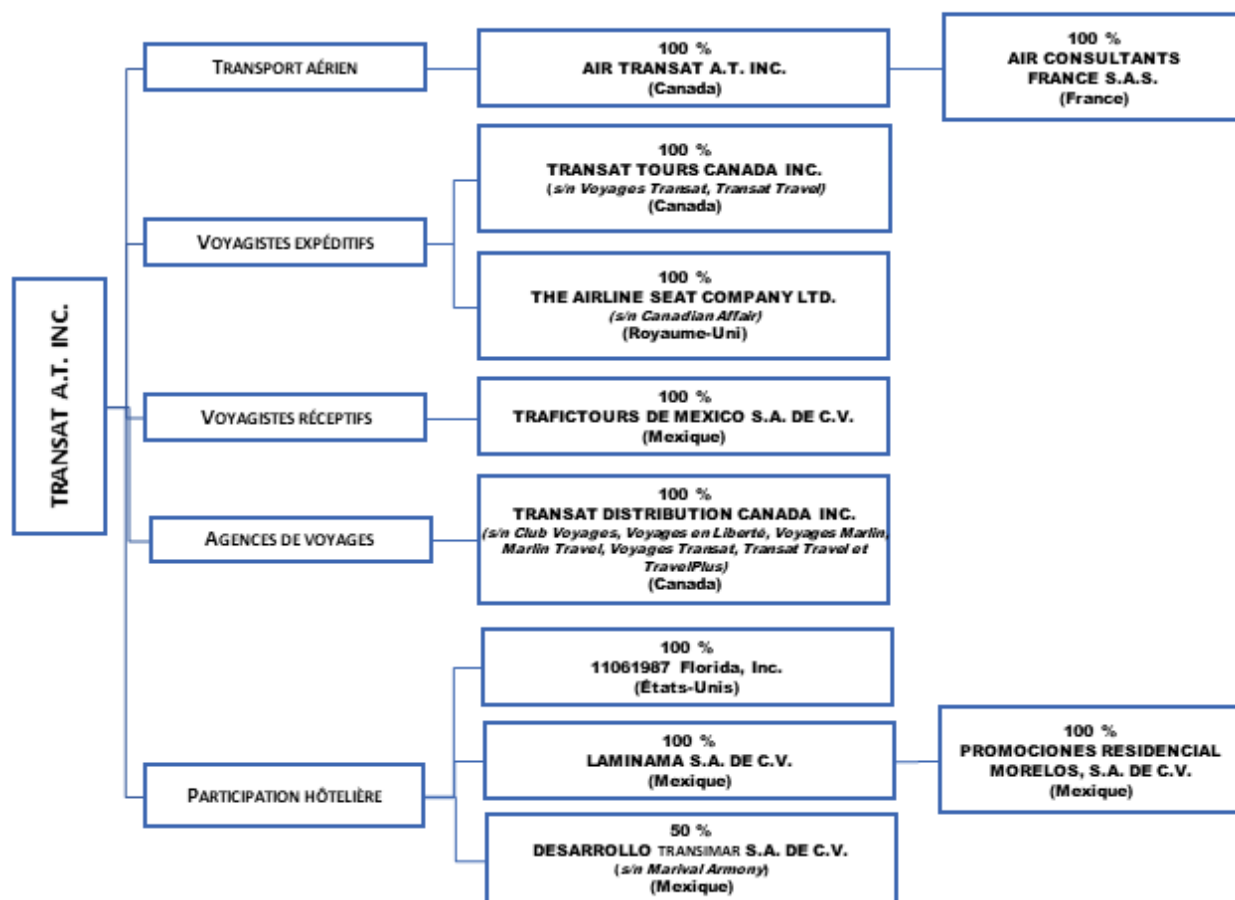 TRANSAT A.T. INC.
TRANSPORT AÉRIEN
100 %
AIR TRANSAT A.T. INC.
(Canada)
100 %
AIR CONSULTANTS
FRANCE S.A.S.
(France)
VOYAGISTES EXPÉDITIFS
100 %
TRANSAT TOURS CANADA INC.
(s/n Voyages Transat, Transat Travel)
(Canada)
100 %
THE AIRLINE SEAT COMPANY LTD.
(s/n Canadian Affair)
(Royaume-Uni)
VOYAGISTES RÉCEPTIFS
100 %
TRAFICTOURS DE MEXICO S.A. DE C.V.
(Mexique)
AGENCES DE VOYAGES
100 %
TRANSAT DISTRIBUTION CANADA INC.
(s/n Club Voyages, Voyages en Liberté, Voyages Marlin,
Marlin Travel, Voyages Transat, Transat Travel et
TravelPlus)
(Canada)
PARTICIPATION HÔTELIÈRE
100 %
11061987 Florida, Inc.
(États-Unis)
100 %
LAMINAMA S.A. DE C.V.
(Mexique)
100 %
PROMOCIONES RESIDENCIAL
MORELOS, S.A. DE C.V.
(Mexique)
50 %
DESARROLLO TRANSIMAR S.A. DE C.V.
(s/n Marival Armony)
(Mexique)